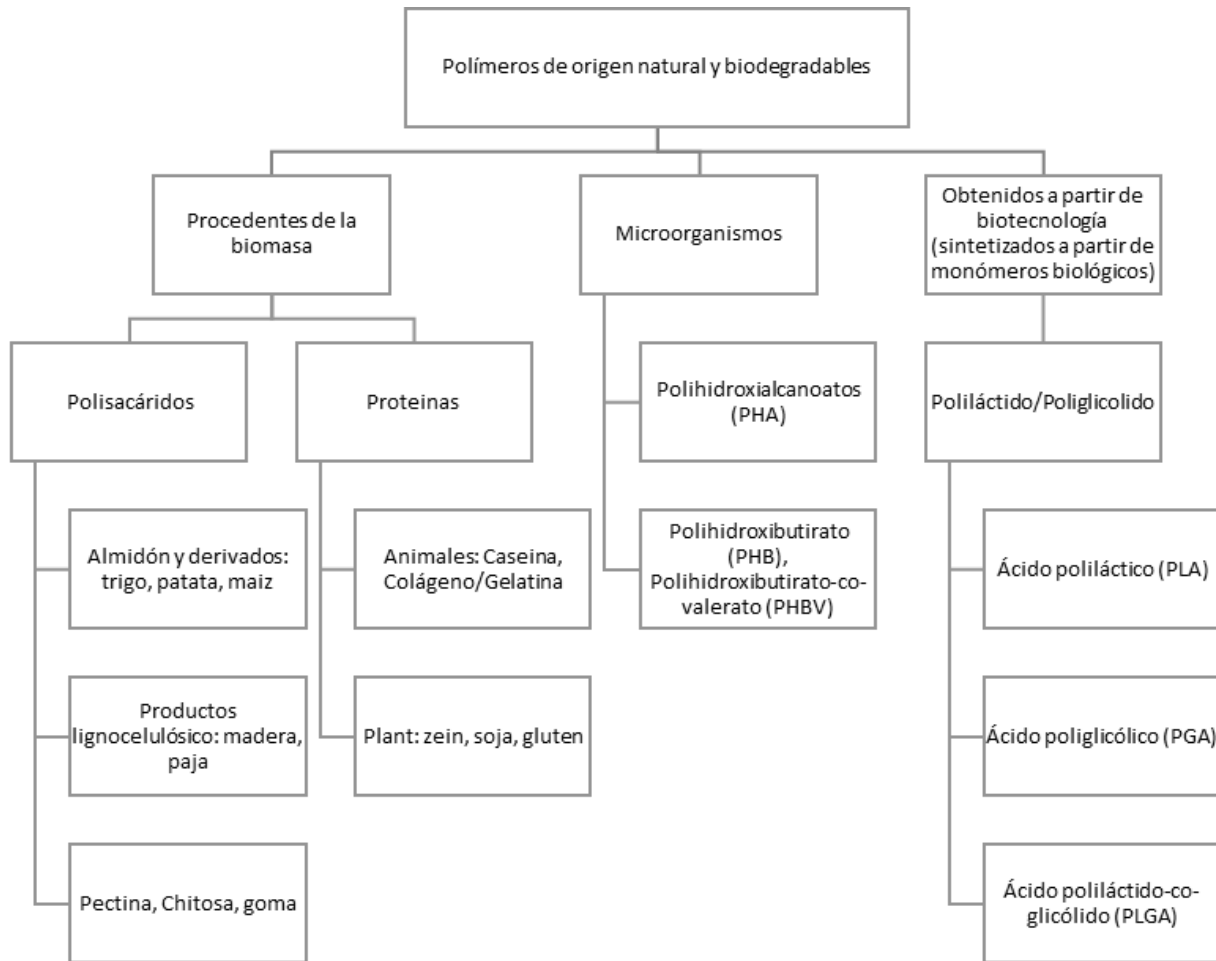 Polímeros de origen natural y biodegradables
Procedentes de la
biomasa
Microorganismos
Obtenidos a partir de
biotecnología
(sintetizados a partir de
monómeros biológicos)
Polisacáridos
Proteinas
Polihidroxialcanoatos
(PHA)
Poliláctido/Poliglicolido
Almidón y derivados:
trigo, patata, maiz
Animales: Caseina,
Colágeno/Gelatina
Polihidroxibutirato
(PHB),
Polihidroxibutirato-co-
valerato (PHBV)
Ácido poliláctico (PLA)
Productos
lignocelulósico: madera,
paja
Plant: zein, soja, gluten
Ácido poliglicólico (PGA)
Pectina, Chitosa, goma
Ácido poliláctido-co-
glicólido (PLGA)